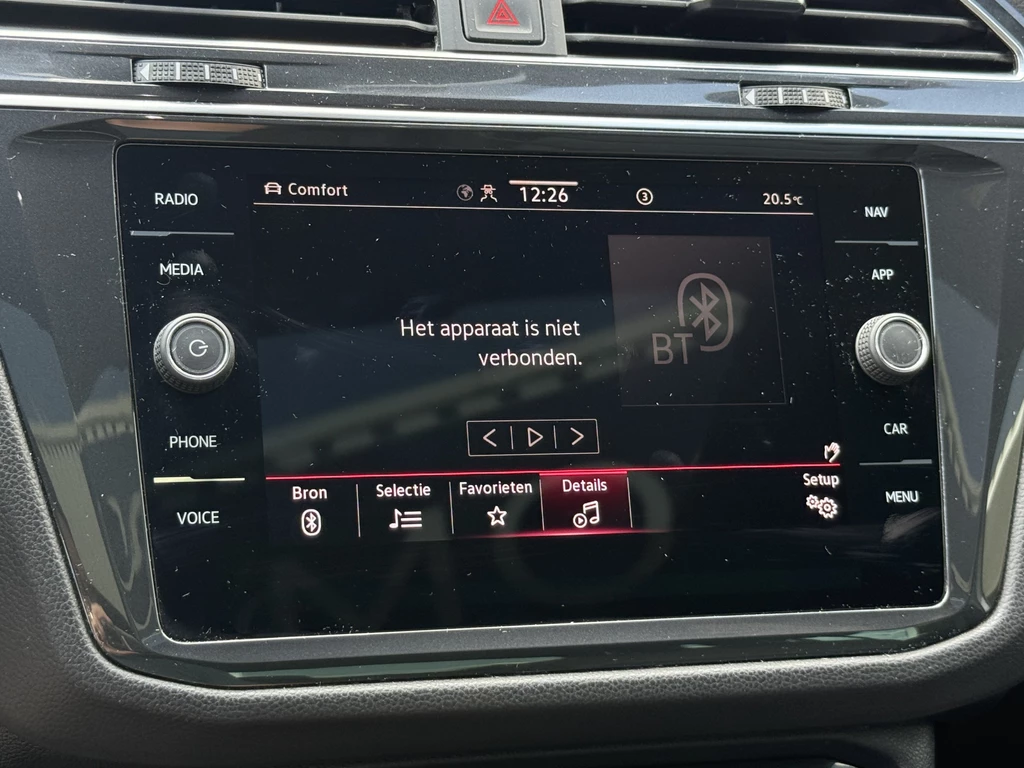 RADIO
MEDIA
PHONE
VOICE
Comfort
12:26
3
20.5°C
Het apparaat is niet
verbonden.
BT
Bron
Selectie
Favorieten
Details
Setup
NAV
APP
CAR
MENU